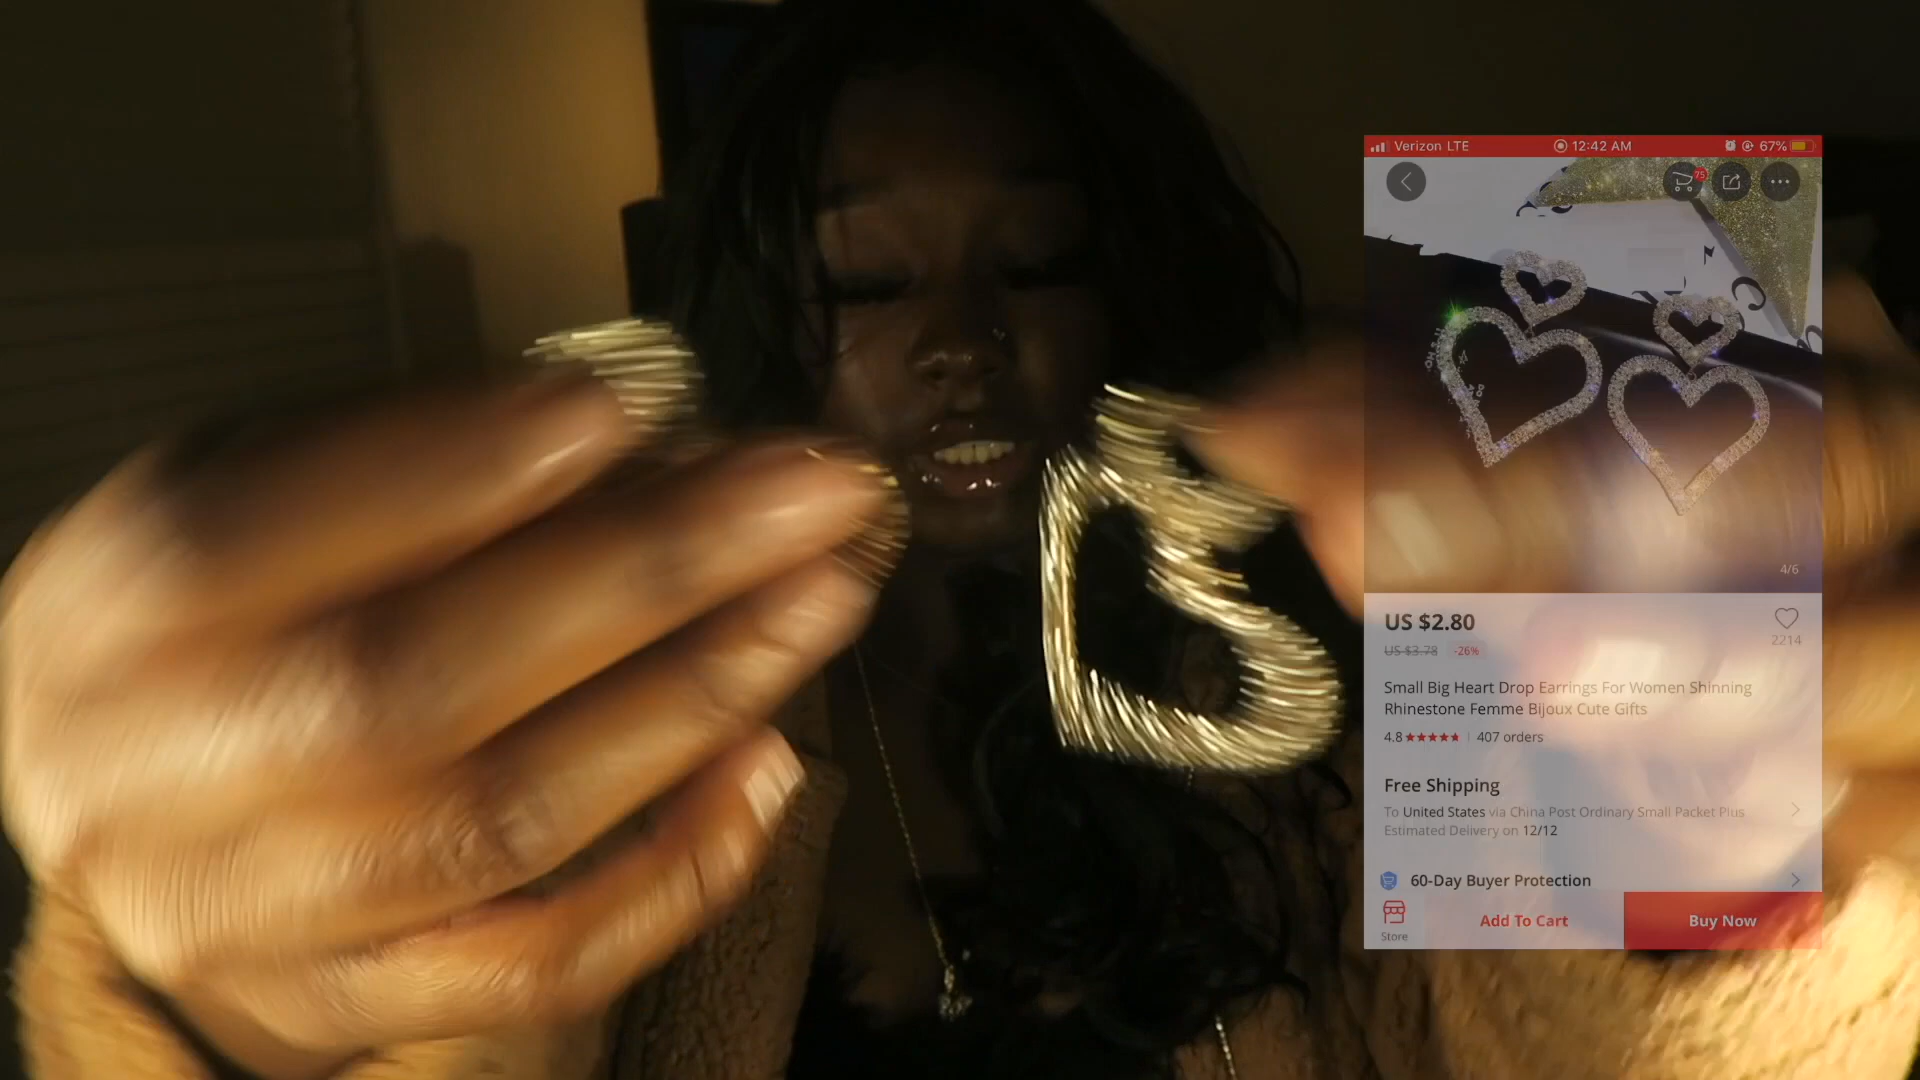 Verizon LTE 12:42 AM 67%
75
4/6
US $2.80
2214
US $3.78 -26%
Small Big Heart Drop Earrings For Women Shinning
Rhinestone Femme Bijoux Cute Gifts
4.8 407 orders
Free Shipping
To United States via China Post Ordinary Small Packet Plus
Estimated Delivery on 12/12
60-Day Buyer Protection
Store
Add To Cart
Buy Now